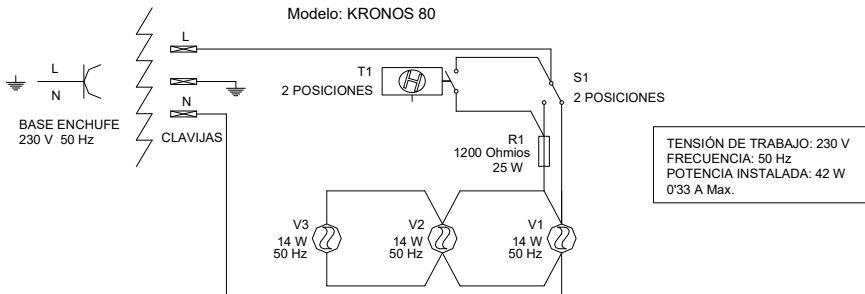 Modelo: KRONOS 80
L
T1
2 POSICIONES
S1
2 POSICIONES
L
N
N
BASE ENCHUFE
230 V 50 Hz
CLAVIJAS
R1
1200 Ohmios
25 W
TENSIÓN DE TRABAJO: 230 V
FRECUENCIA: 50 Hz
POTENCIA INSTALADA: 42 W
0'33 A Max.
V3
14 W
50 Hz
V2
14 W
50 Hz
V1
14 W
50 Hz